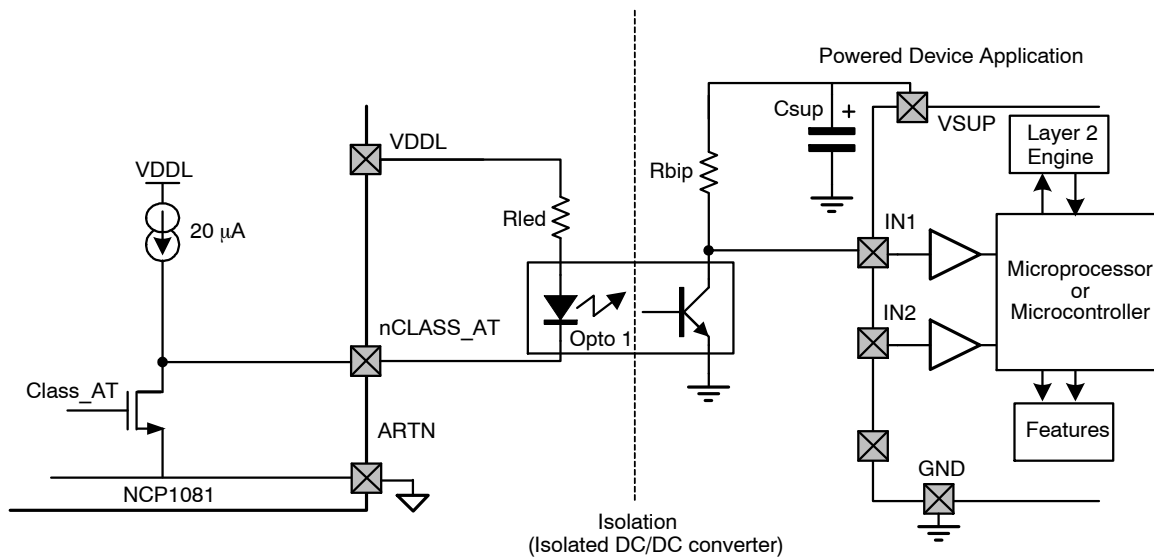 Powered Device Application
Csup
+
VSUP
Layer 2
Engine
VDDL
VDDL
Rbip
Rled
20 μA
IN1
Microprocessor
or
Microcontroller
nCLASS_AT
Opto 1
IN2
Class_AT
ARTN
Features
NCP1081
GND
Isolation
(Isolated DC/DC converter)